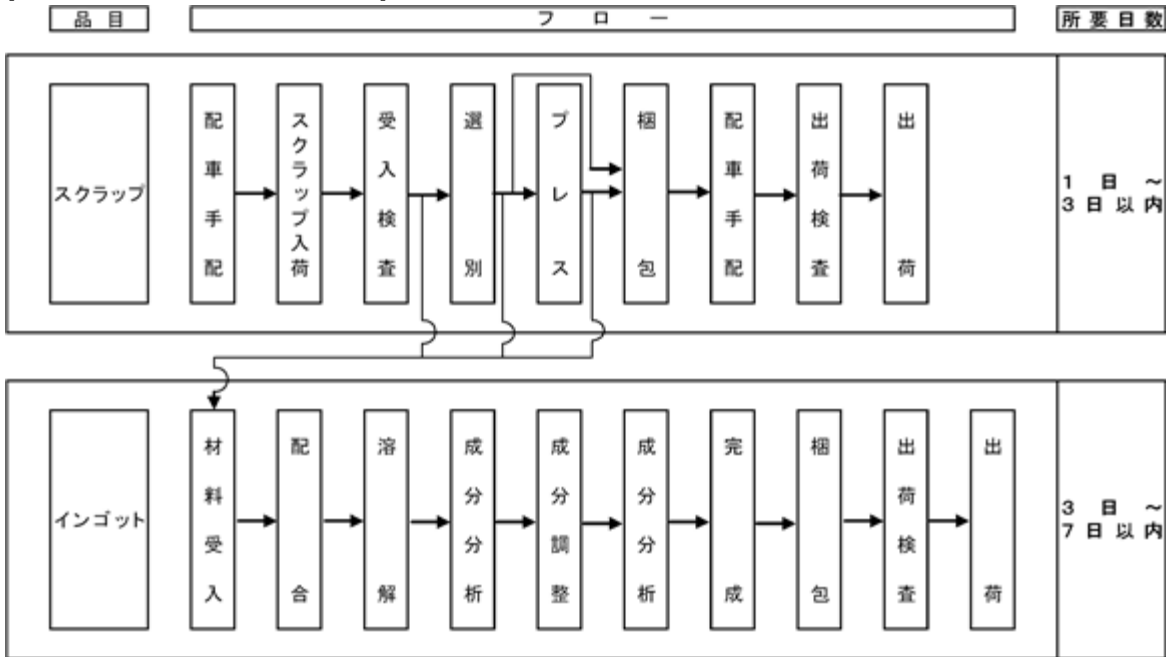 品目
フロー
所要日数
スクラップ
配車手配
スクラップ入荷
受入検査
選別
プレス
梱包
配車手配
出荷検査
出荷
1日～
3日以内
インゴット
材料受入
配合
溶解
成分分析
成分調整
成分分析
完成
梱包
出荷検査
出荷
3日～
7日以内